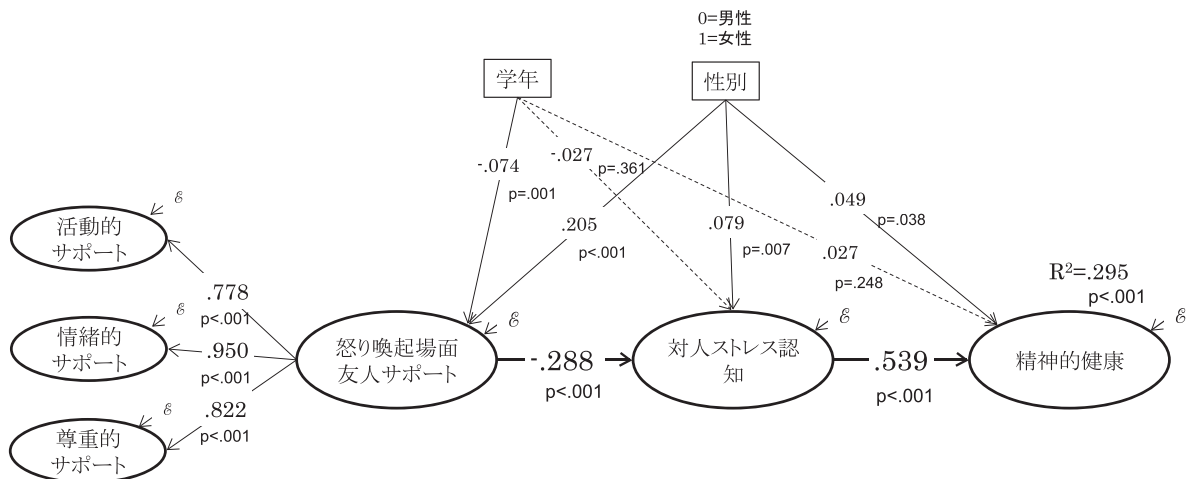 0=男性
1=女性
学年
性別
-.074
p=.001
-.027
p=.361
.205
p<.001
.079
p=.007
.049
p=.038
.027
p=.248
ℰ
活動的
サポート
.778
p<.001
ℰ
情緒的
サポート
.950
p<.001
ℰ
尊重的
サポート
.822
p<.001
ℰ
怒り喚起場面
友人サポート
-.288
p<.001
ℰ
対人ストレス認
知
.539
p<.001
R²=.295
p<.001
ℰ
精神的健康